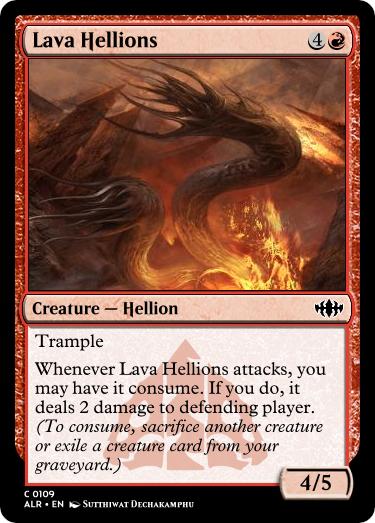 Lava Hellions 4
Creature — Hellion
Trample
Whenever Lava Hellions attacks, you
may have it consume. If you do, it
deals 2 damage to defending player.
(To consume, sacrifice another creature
or exile a creature card from your
graveyard.)
4/5
C 0109
ALR • EN Sutthiwat Dechakamphu